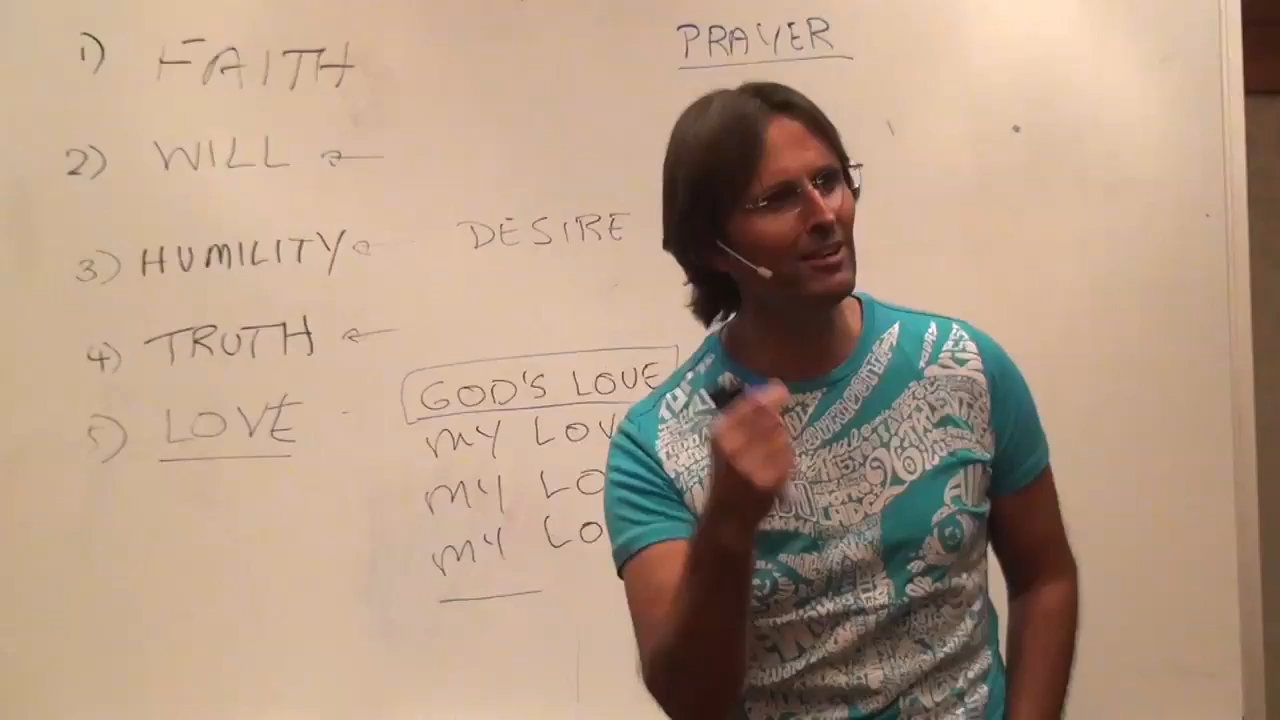 PRAYER
1) FAITH
2) WILL
3) HUMILITY
DESIRE
4) TRUTH
GOD'S LOVE
5) LOVE
MY LOV
MY LO
MY LO